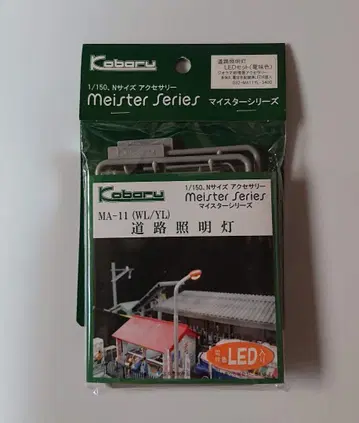 Kobaru
1/150, Nサイズ アクセサリー
meister Series
マイスターシリーズ
道路照明灯
LEDセット(電球色)
Kobaru
1/150, Nサイズ アクセサリー
meister Series
マイスターシリーズ
MA-11 (WL/YL)
道路照明灯
LED
入り